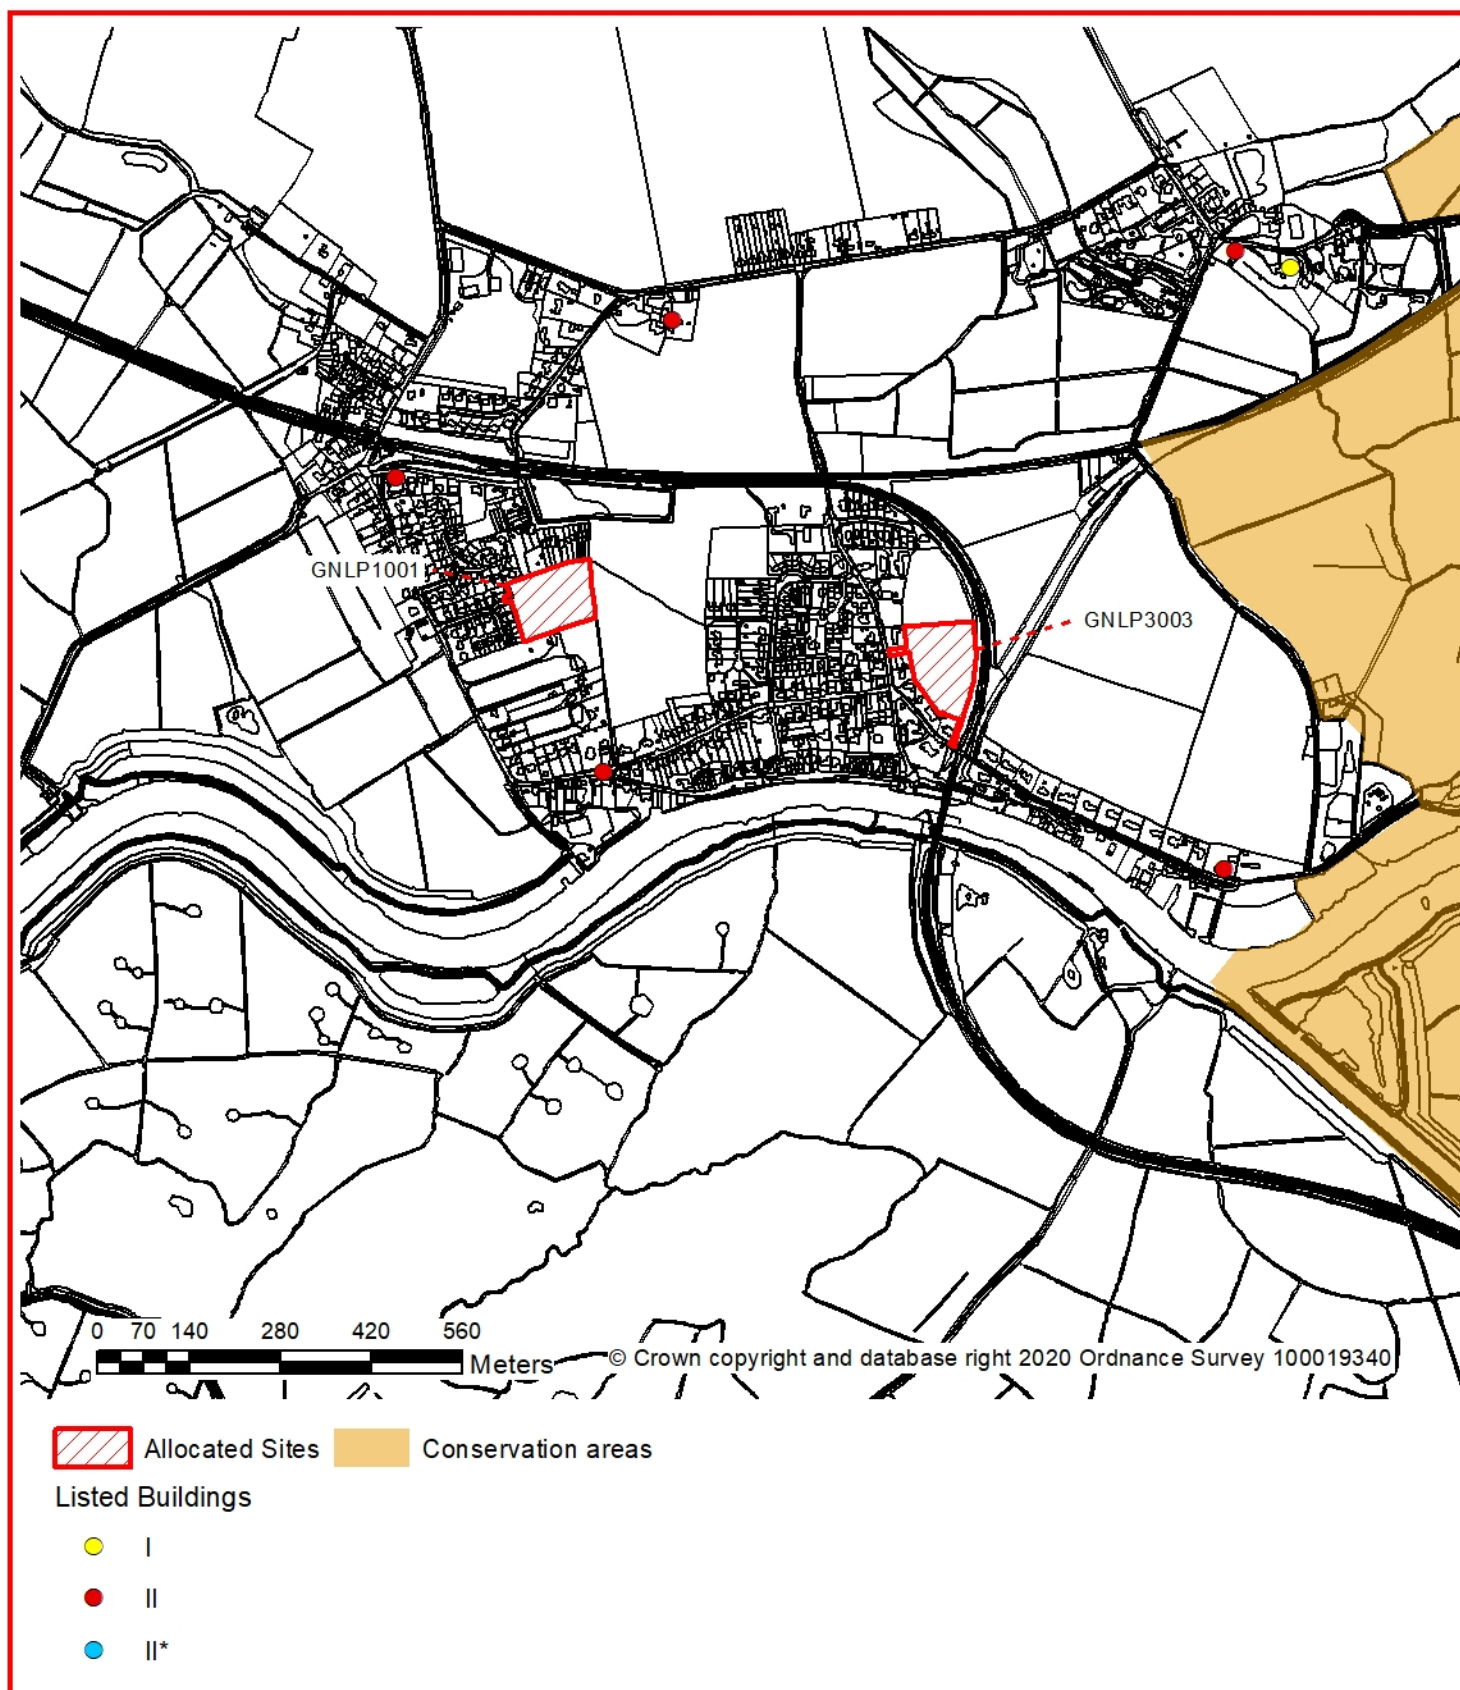 GNLP1001
GNLP3003
0 70 140 280 420 560
Meters
© Crown copyright and database right 2020 Ordnance Survey 100019340
Allocated Sites
Conservation areas
Listed Buildings
I
II
II*